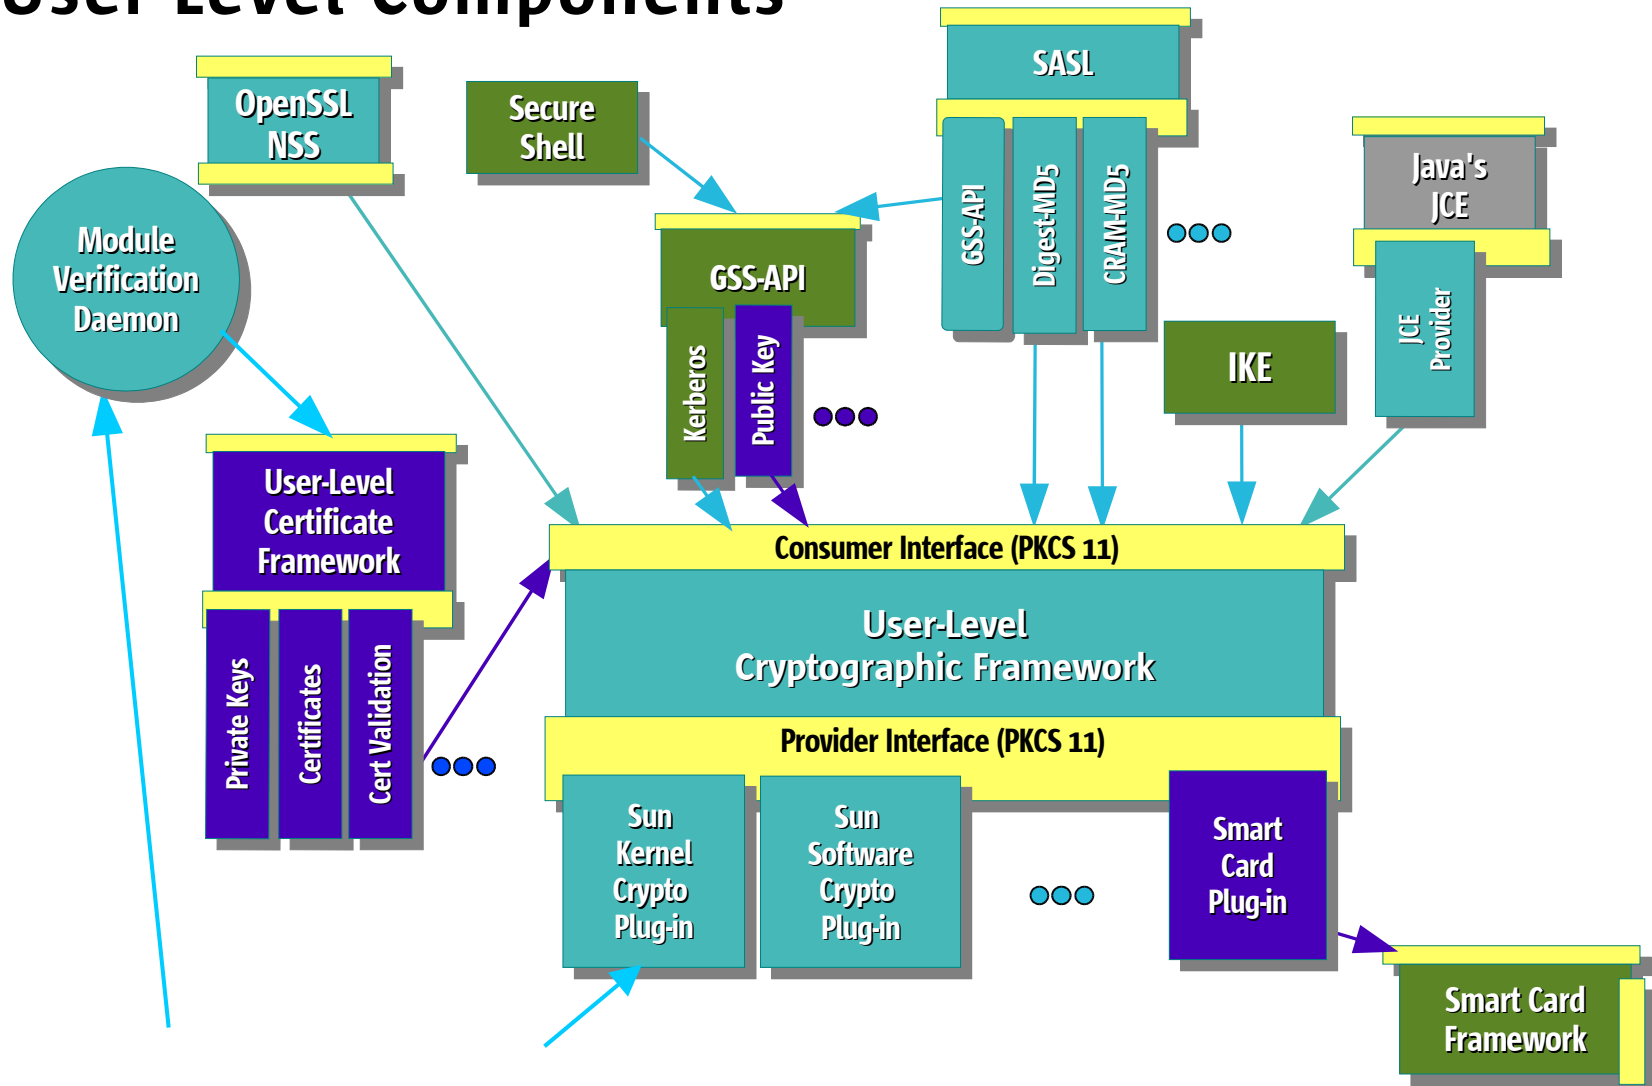 User Level Components
SASL
OpenSSL
NSS
Secure
Shell
Java's
JCE
GSS-API
Digest-MD5
CRAM-MD5
Module
Verification
Daemon
GSS-API
JCE
Provider
IKE
Kerberos
Public Key
User-Level
Certificate
Framework
Consumer Interface (PKCS 11)
User-Level
Cryptographic Framework
Private Keys
Certificates
Cert Validation
Provider Interface (PKCS 11)
Sun
Kernel
Crypto
Plug-in
Sun
Software
Crypto
Plug-in
Smart
Card
Plug-in
Smart Card
Framework